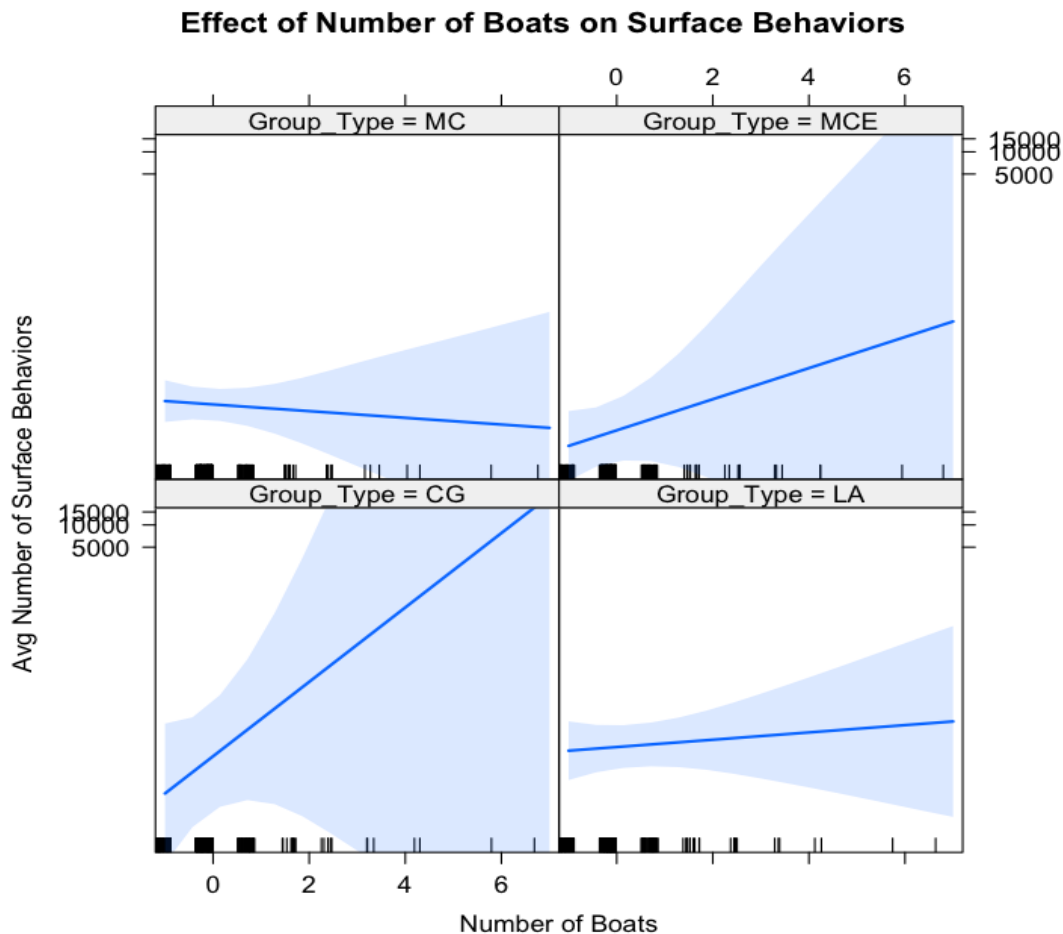 Effect of Number of Boats on Surface Behaviors
0 2 4 6
Group_Type = MC
Group_Type = MCE
15000
10000
5000
Avg Number of Surface Behaviors
Group_Type = CG
Group_Type = LA
15000
10000
5000
0 2 4 6
Number of Boats